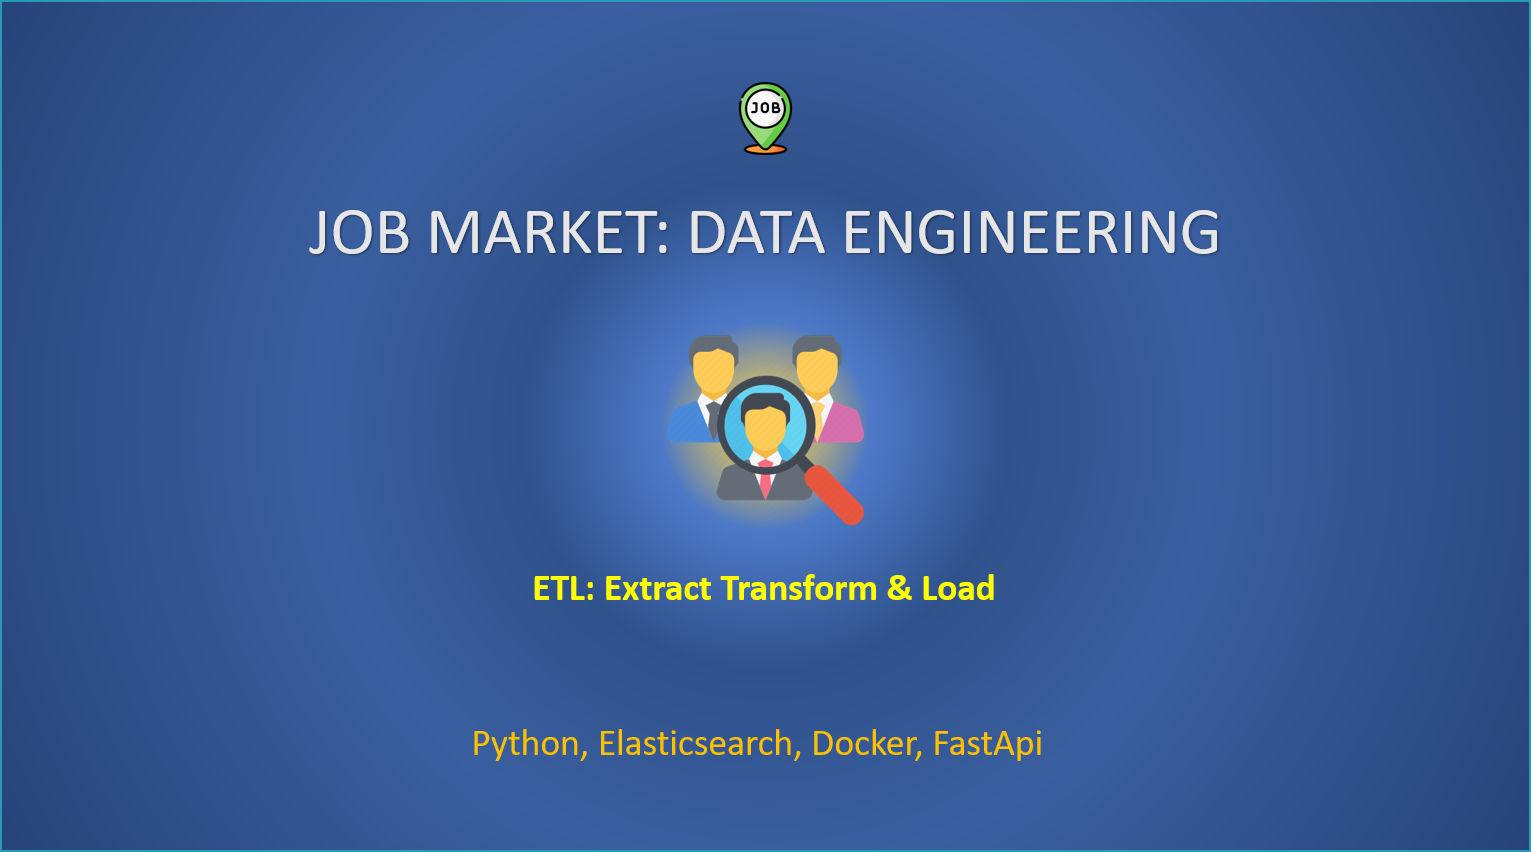 JOB
JOB MARKET: DATA ENGINEERING
ETL: Extract Transform & Load
Python, Elasticsearch, Docker, FastApi